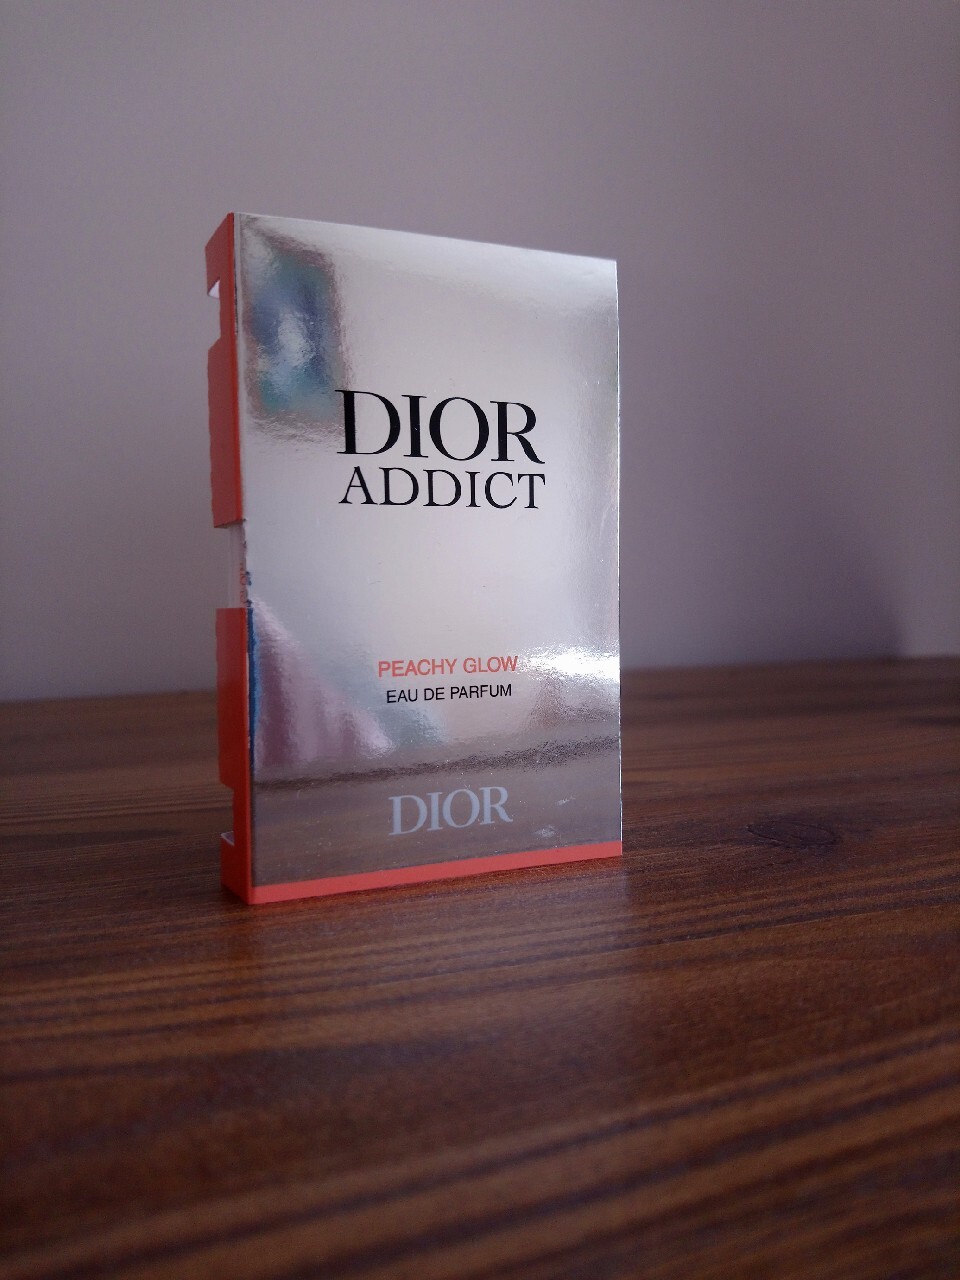 DIOR
ADDICT
PEACHY GLOW
EAU DE PARFUM
DIOR